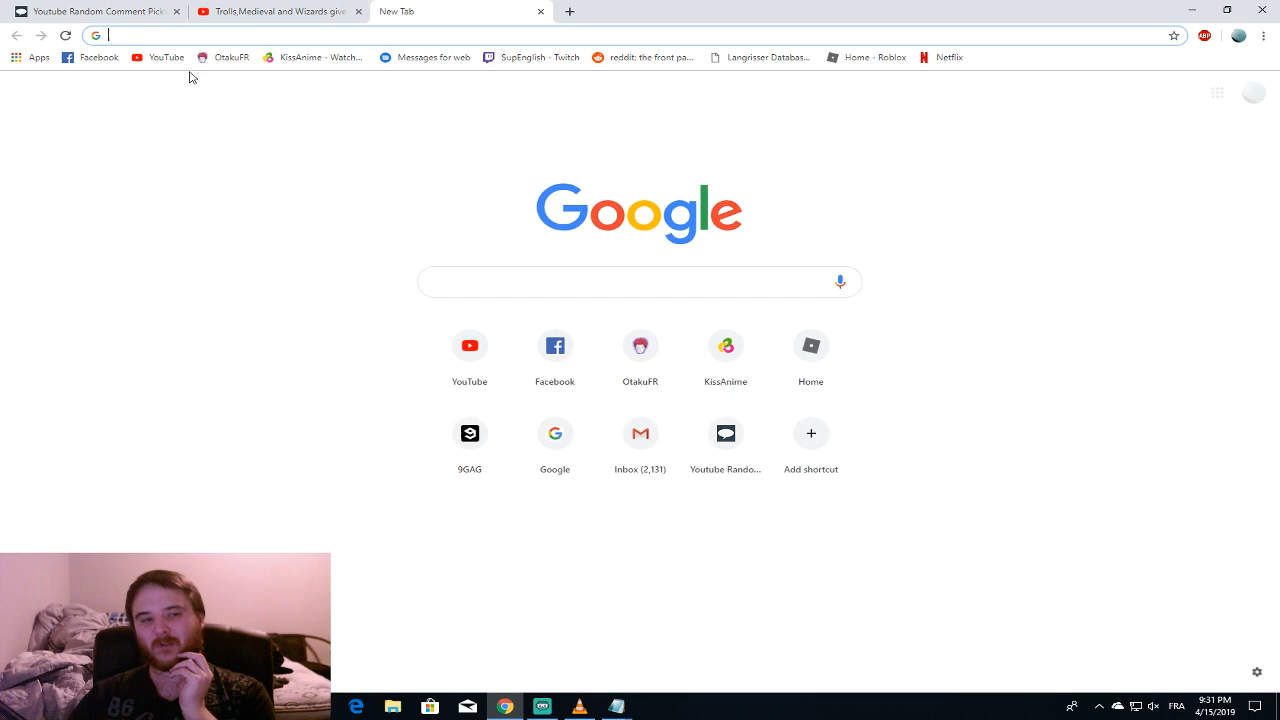 Youtube Random Comment Pick
Trolls,Medieval and Wizards give
New Tab
Apps
Facebook
YouTube
OtakuFR
KissAnime - Watch...
Messages for web
SupEnglish - Twitch
reddit: the front pa...
Langrisser Databas...
Home - Roblox
Netflix
ABP
Google
YouTube
Facebook
OtakuFR
KissAnime
Home
9GAG
Google
Inbox (2,131)
Youtube Rando...
Add shortcut
86
FRA
9:31 PM
4/15/2019